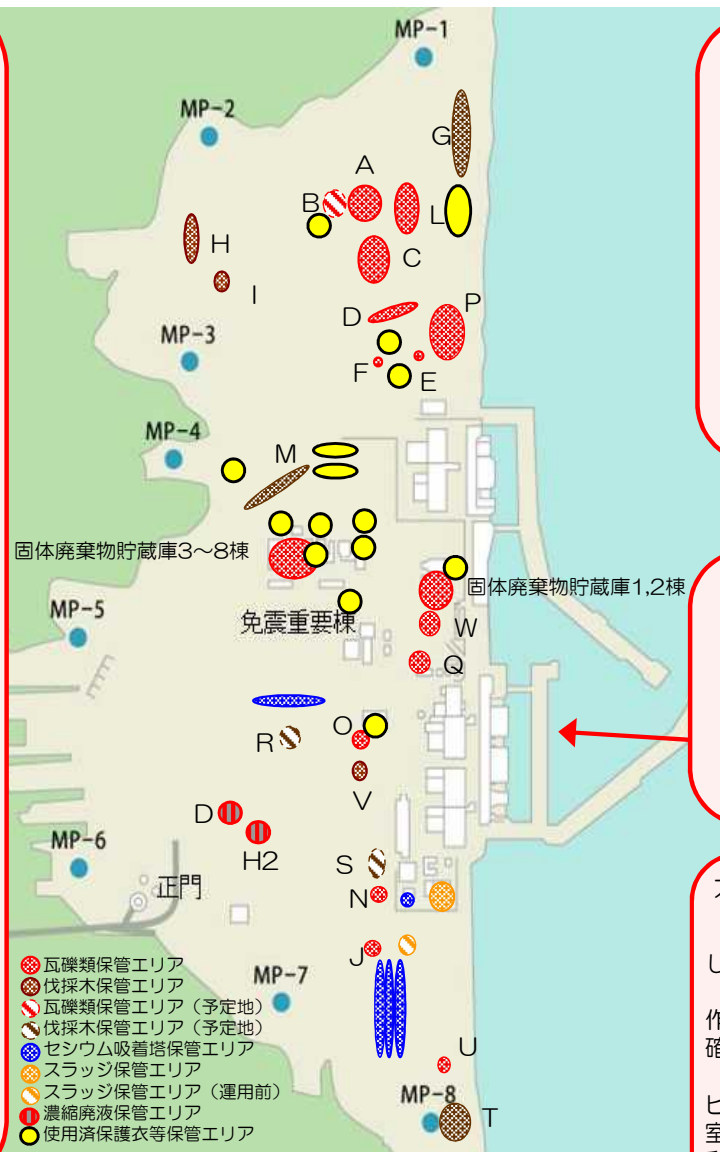 MP-1
MP-2
G
A
B
L
H
C
I
D
P
MP-3
F
E
MP-4
M
固体廃棄物貯蔵庫3～8棟
固体廃棄物貯蔵庫1,2棟
MP-5
免震重要棟
W
Q
O
R
V
D
H2
MP-6
S
正門
N
J
瓦礫類保管エリア
伐採木保管エリア
瓦礫類保管エリア（予定地）
伐採木保管エリア（予定地）
セシウム吸着塔保管エリア
スラッジ保管エリア
スラッジ保管エリア（運用前）
濃縮廃液保管エリア
使用済保護衣等保管エリア
MP-7
U
MP-8
T
し
作
確
ピ
室